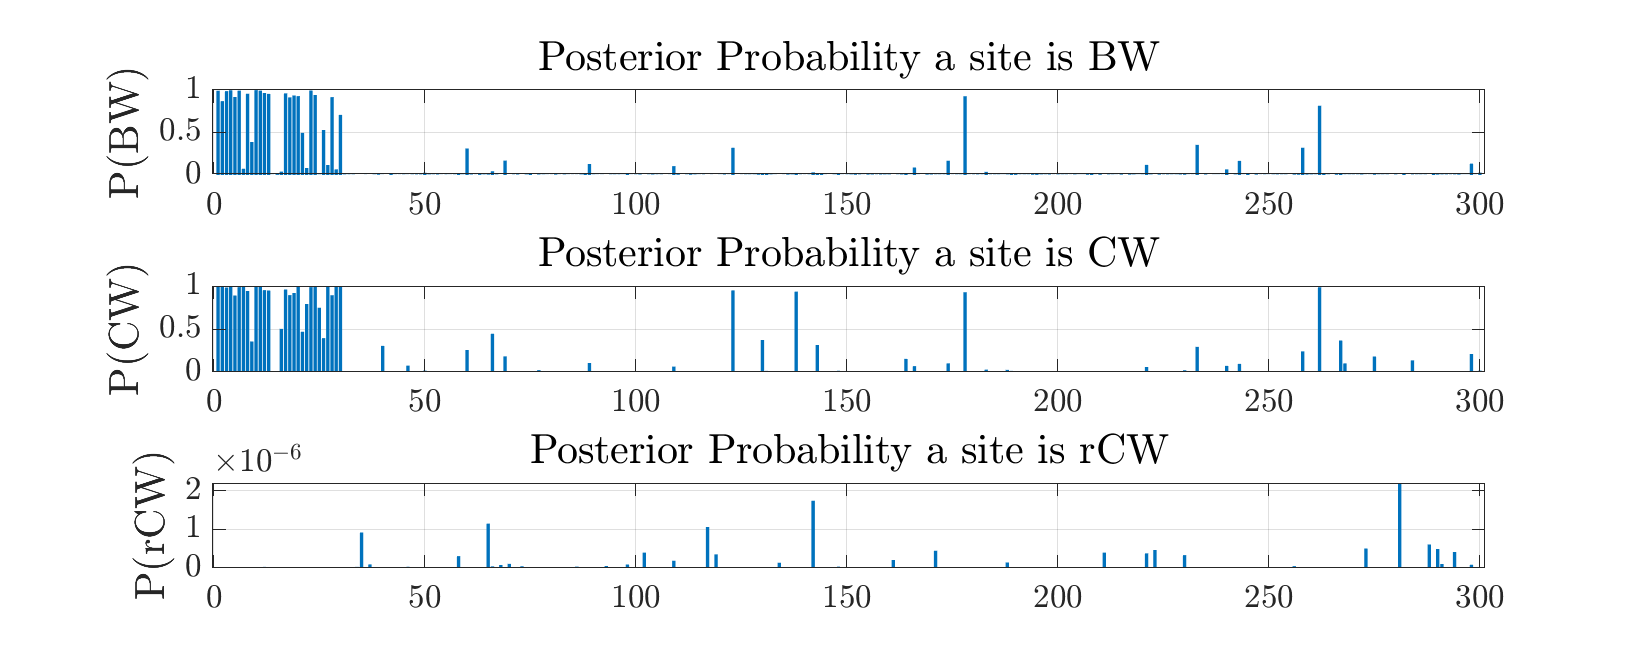 Posterior Probability a site is BW
P(BW)
1
0.5
0
0 50 100 150 200 250 300
Posterior Probability a site is CW
P(CW)
1
0.5
0
0 50 100 150 200 250 300
Posterior Probability a site is rCW
×10⁻⁶
P(rCW)
2
1
0
0 50 100 150 200 250 300